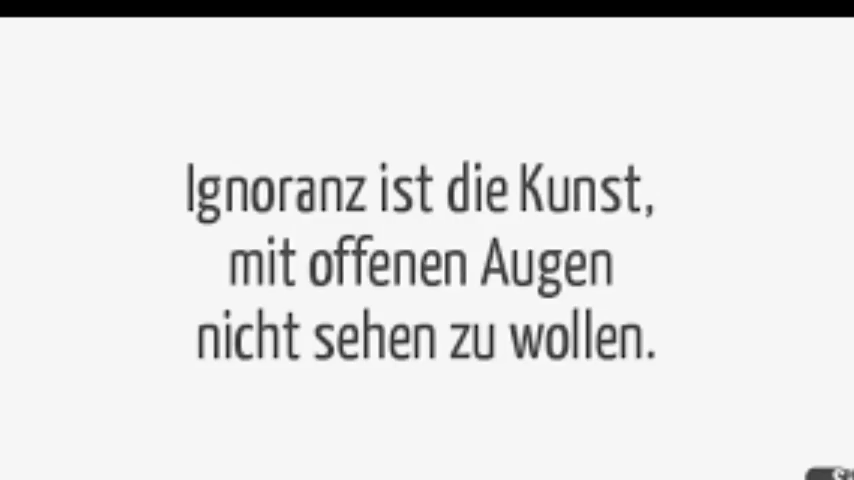 Ignoranz ist die Kunst,
mit offenen Augen
nicht sehen zu wollen.